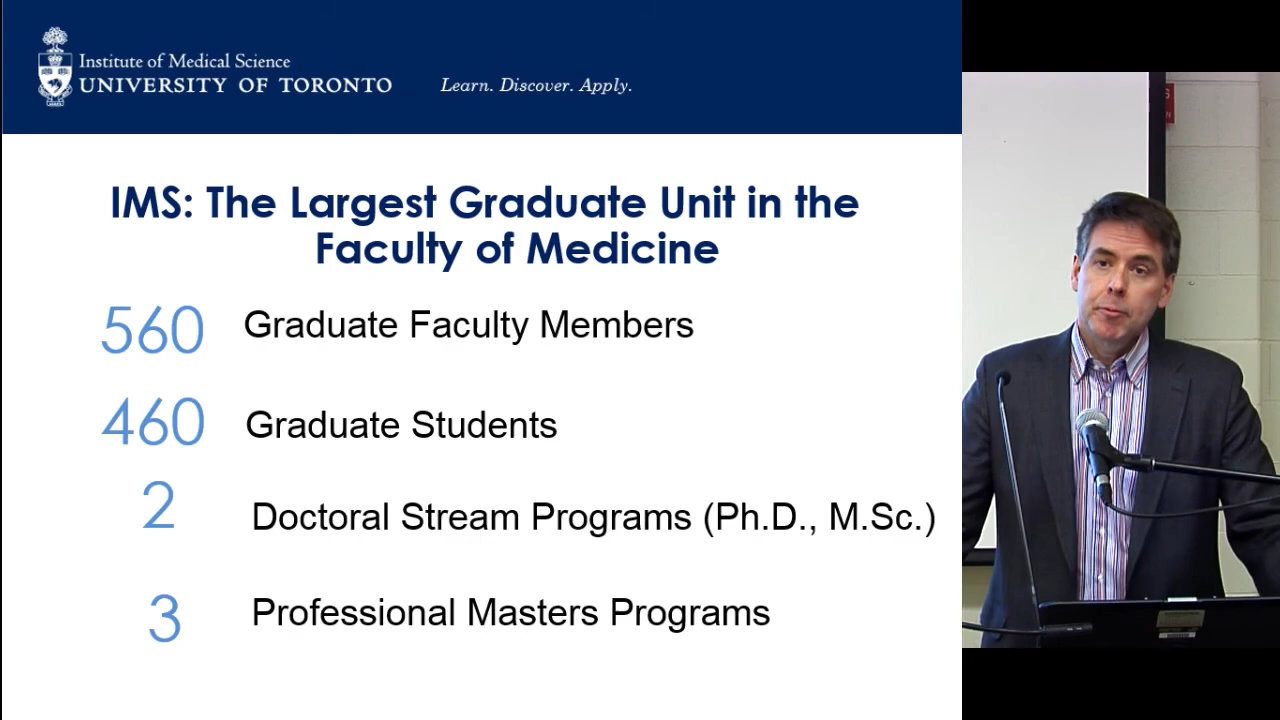 Institute of Medical Science
UNIVERSITY OF TORONTO
Learn. Discover. Apply.
IMS: The Largest Graduate Unit in the
Faculty of Medicine
560 Graduate Faculty Members
460 Graduate Students
2 Doctoral Stream Programs (Ph.D., M.Sc.)
3 Professional Masters Programs